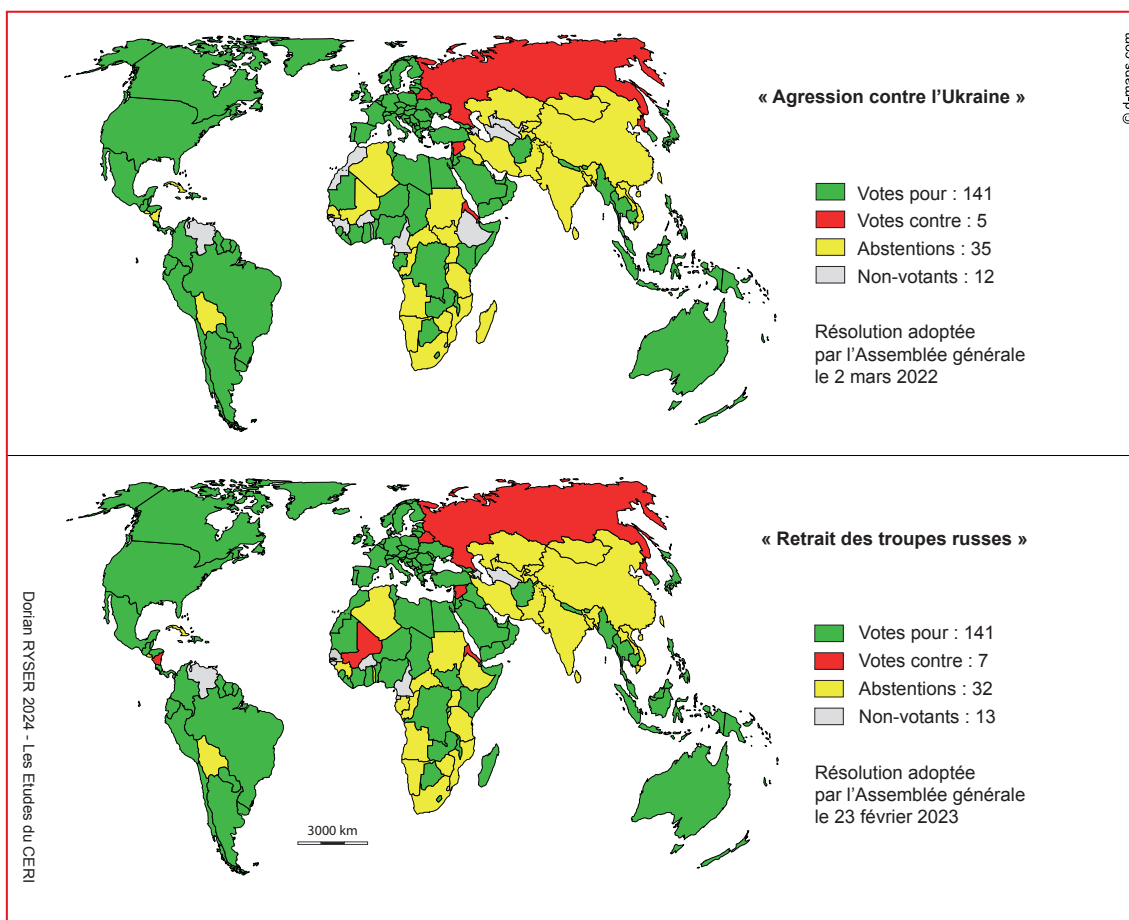 © d-maps.com
« Agression contre l'Ukraine »
Votes pour : 141
Votes contre : 5
Abstentions : 35
Non-votants : 12
Résolution adoptée
par l'Assemblée générale
le 2 mars 2022
« Retrait des troupes russes »
Votes pour : 141
Votes contre : 7
Abstentions : 32
Non-votants : 13
Résolution adoptée
par l'Assemblée générale
le 23 février 2023
3000 km
Dorian RYSER 2024 - Les Etudes du CERI